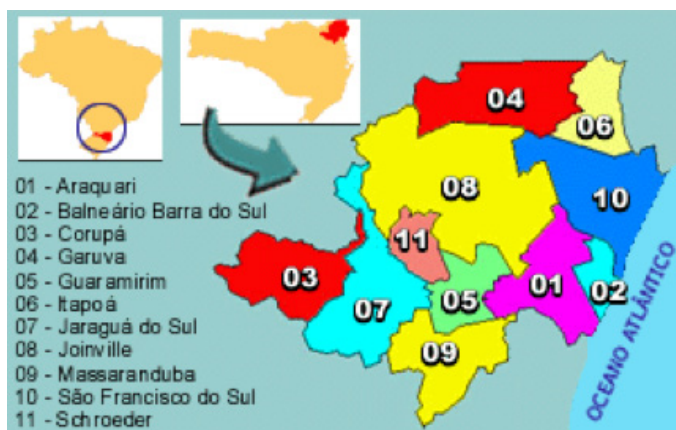 01 - Araquari
02 - Balneário Barra do Sul
03 - Corupá
04 - Garuva
05 - Guaramirim
06 - Itapoá
07 - Jaraguá do Sul
08 - Joinville
09 - Massaranduba
10 - São Francisco do Sul
11 - Schroeder
04
06
08
10
11
03
07
05
01
02
09
OCEANO ATLÂNTICO